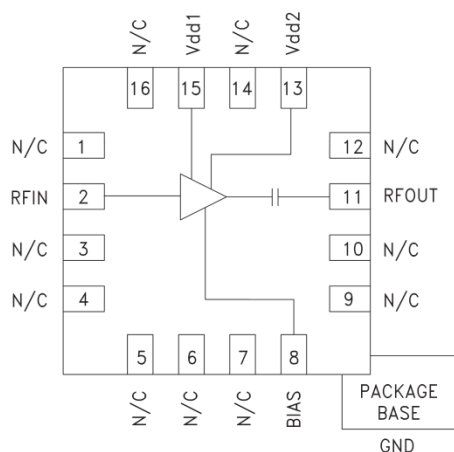 N/C
Vdd1
N/C
Vdd2
16
15
14
13
N/C
1
12
N/C
RFIN
2
11
RFOUT
N/C
3
10
N/C
N/C
4
9
N/C
5
6
7
8
N/C
N/C
N/C
BIAS
PACKAGE
BASE
GND